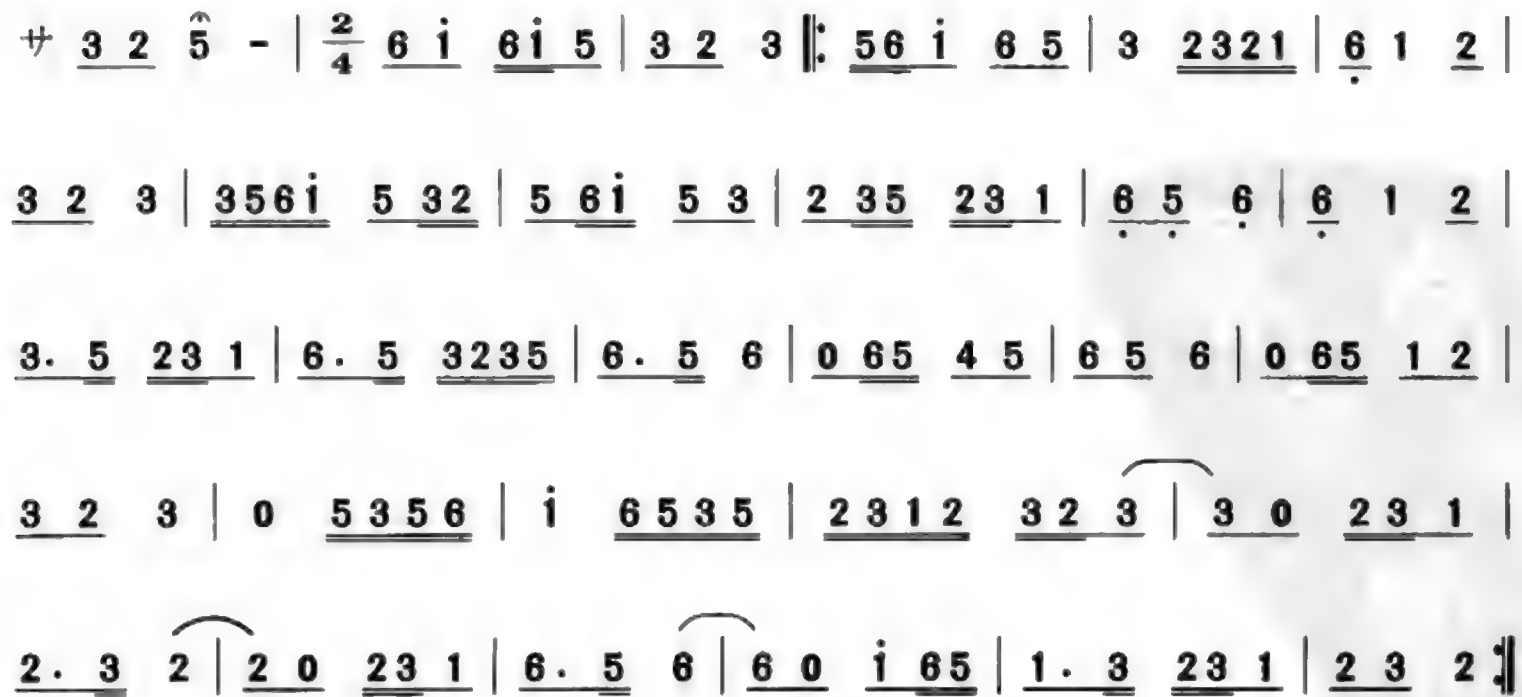 サ 3 2 5 - | 2/4 6 i 6i 5 | 3 2 3 ‖: 56 i 6 5 | 3 2321 | 6 1 2 |
3 2 3 | 356i 5 32 | 5 6i 5 3 | 2 35 23 1 | 6 5 6 | 6 1 2 |
3. 5 23 1 | 6. 5 3235 | 6. 5 6 | 0 65 4 5 | 6 5 6 | 0 65 1 2 |
3 2 3 | 0 5356 | i 6535 | 2312 32 3 | 3 0 23 1 |
2. 3 2 | 2 0 23 1 | 6. 5 6 | 6 0 i 65 | 1. 3 23 1 | 2 3 2 :‖